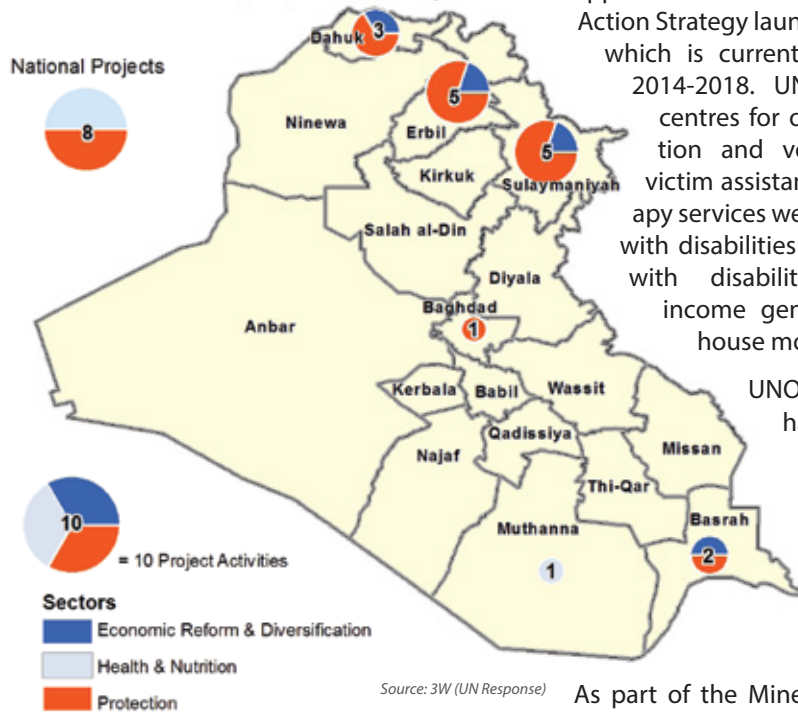 Action Strategy laun
which is current
2014-2018. UN
centres for c
tion and v
victim assistan
apy services we
with disabilities
with disabilit
income gen
house mo
UNO
ha
National Projects
8
Dahuk
3
Ninewa
5
Erbil
5
Sulaymaniyah
Kirkuk
Salah al-Din
Diyala
Baghdad
1
Anbar
Kerbala
Babil
Wassit
Qadissiya
Najaf
Missan
Thi-Qar
Basrah
2
Muthanna
1
10
= 10 Project Activities
Sectors
Economic Reform & Diversification
Health & Nutrition
Protection
Source: 3W (UN Response)
As part of the Mine